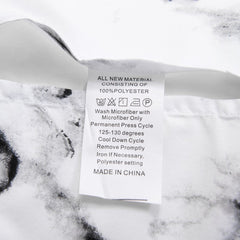 ALL NEW MATERIAL
CONSISTING OF
100%POLYESTER
Wash Microfiber with
Microfiber Only
Permanent Press Cycle
125-130 degrees
Cool Down Cycle
Remove Promply
Iron If Necessary,
Polyester setting
MADE IN CHINA